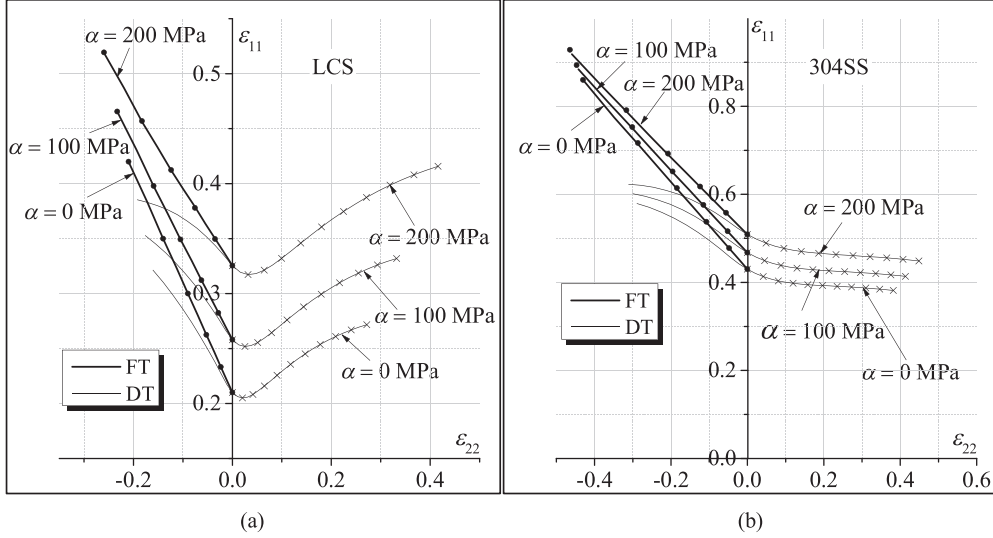 ε11
α = 200 MPa
LCS
0.5
α = 100 MPa
0.4
α = 0 MPa
α = 200 MPa
0.3
α = 100 MPa
α = 0 MPa
FT
DT
0.2
ε22
-0.2
0.0
0.2
0.4
(a)
ε11
α = 100 MPa
304SS
α = 200 MPa
0.8
α = 0 MPa
0.6
α = 200 MPa
0.4
FT
DT
α = 100 MPa
0.2
α = 0 MPa
ε22
0.0
-0.4
-0.2
0.0
0.2
0.4
0.6
(b)